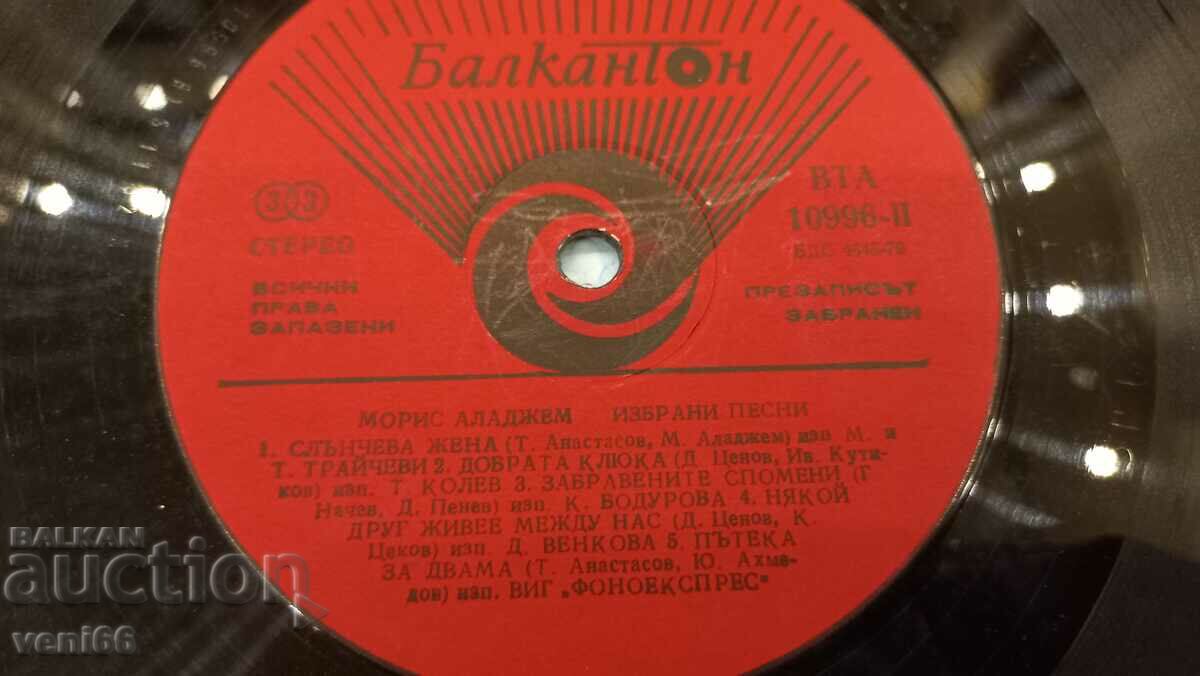 Балкантон
33
СТЕРЕО
ВСИЧКИ
ПРАВА
ЗАПАЗЕНИ
ВТА
10996-II
БДС
ПРЕЗАПИСЪТ
ЗАБРАНЕН
МОРИС АЛАДЖЕМ ИЗБРАНИ ПЕСНИ
1. СЛЪНЧЕВА ЖЕНА (Т. Анастасов, М. Аладжем) изп. М. и
Т. ТРАЙЧЕВИ 2. ДОБРАТА КЛЮКА (Д. Ценов, Ив. Кути-
ков) изп. Т. КОЛЕВ 3. ЗАБРАВЕНИТЕ СПОМЕНИ (Г
Начев, Д. Пенев) изп. К. БОДУРОВА 4. НЯКОЙ
ДРУГ ЖИВЕЕ МЕЖДУ НАС (Д. Ценов, К.
Цеков) изп. Д. ВЕНКОВА 5. ПЪТЕКА
ЗА ДВАМА (Т. Анастасов, Ю. Ахме-
дов) изп. ВИГ „ФОНОЕКСПРЕС"
BALKAN
auction
veni66